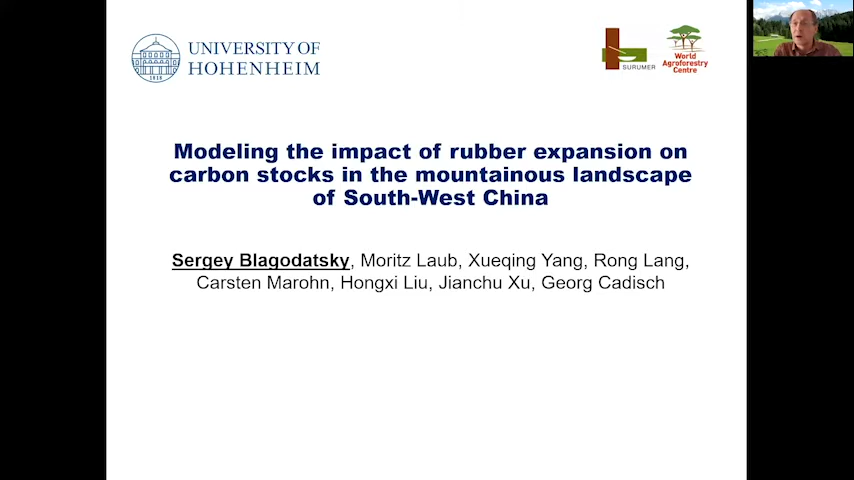 UNIVERSITY OF
HOHENHEIM
1818
SURUMER
World
Agroforestry
Centre
Modeling the impact of rubber expansion on
carbon stocks in the mountainous landscape
of South-West China
Sergey Blagodatsky, Moritz Laub, Xueqing Yang, Rong Lang,
Carsten Marohn, Hongxi Liu, Jianchu Xu, Georg Cadisch